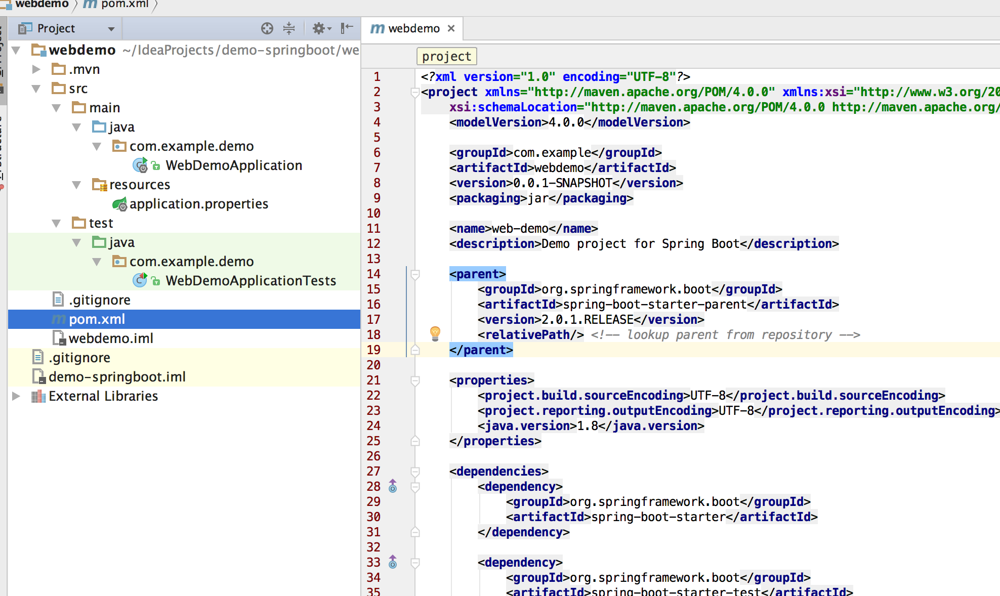 webdemo pom.xml
Project
webdemo ~/IdeaProjects/demo-springboot/we
.mvn
src
main
java
com.example.demo
WebDemoApplication
resources
application.properties
test
java
com.example.demo
WebDemoApplicationTests
.gitignore
pom.xml
webdemo.iml
.gitignore
demo-springboot.iml
External Libraries
webdemo
project
1 <?xml version="1.0" encoding="UTF-8"?>
2 <project xmlns="http://maven.apache.org/POM/4.0.0" xmlns:xsi="http://www.w3.org/20
3 xsi:schemaLocation="http://maven.apache.org/POM/4.0.0 http://maven.apache.org/
4 <modelVersion>4.0.0</modelVersion>
5
6 <groupId>com.example</groupId>
7 <artifactId>webdemo</artifactId>
8 <version>0.0.1-SNAPSHOT</version>
9 <packaging>jar</packaging>
10
11 <name>web-demo</name>
12 <description>Demo project for Spring Boot</description>
13
14 <parent>
15 <groupId>org.springframework.boot</groupId>
16 <artifactId>spring-boot-starter-parent</artifactId>
17 <version>2.0.1.RELEASE</version>
18 <relativePath/> <!-- lookup parent from repository -->
19 </parent>
20
21 <properties>
22 <project.build.sourceEncoding>UTF-8</project.build.sourceEncoding>
23 <project.reporting.outputEncoding>UTF-8</project.reporting.outputEncoding>
24 <java.version>1.8</java.version>
25 </properties>
26
27 <dependencies>
28 <dependency>
29 <groupId>org.springframework.boot</groupId>
30 <artifactId>spring-boot-starter</artifactId>
31 </dependency>
32
33 <dependency>
34 <groupId>org.springframework.boot</groupId>
35 <artifactId>spring-boot-starter-test</artifactId>